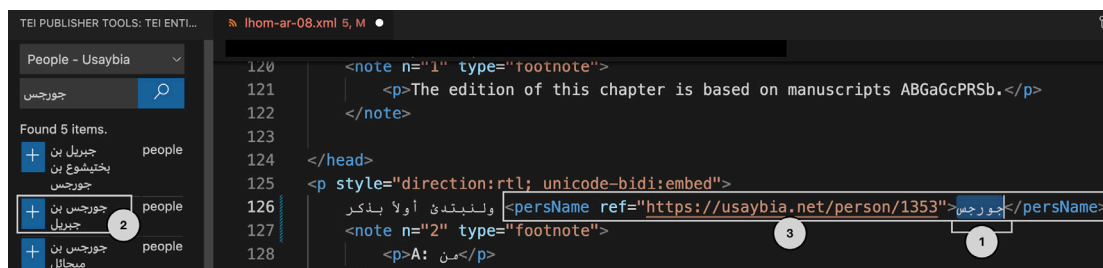 TEI PUBLISHER TOOLS: TEI ENTI...
lhom-ar-08.xml 5, M
People - Usaybia
جورجس
Found 5 items.
+ جبريل بن بختيشوع بن جورجس people
+ جورجس بن جبريل people
2
+ جورجس بن ميخائل people
120 <note n="1" type="footnote">
121 <p>The edition of this chapter is based on manuscripts ABGaGcPRSb.</p>
122 </note>
123
124 </head>
125 <p style="direction:rtl; unicode-bidi:embed">
126 ولنبتدئ أولاً بذكر <persName ref="https://usaybia.net/person/1353">جورجس</persName>
127 <note n="2" type="footnote">
3
1
128 <p>A: من</p>